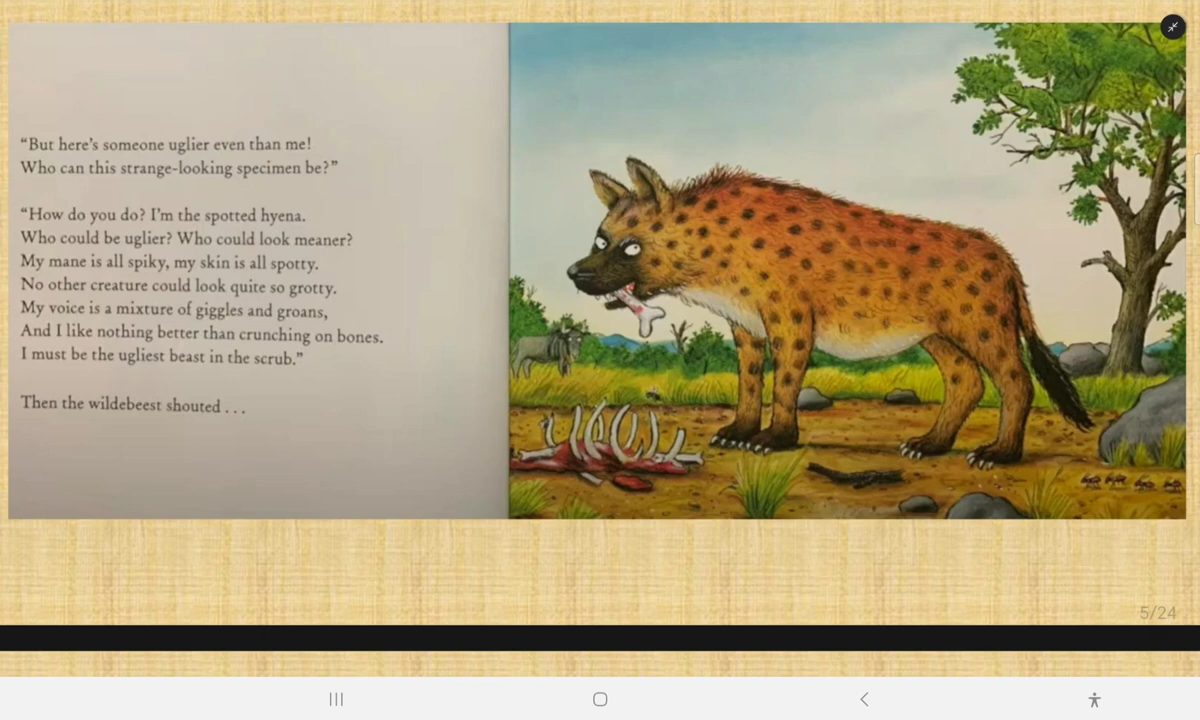 “But here’s someone uglier even than me!
Who can this strange-looking specimen be?”
“How do you do? I’m the spotted hyena.
Who could be uglier? Who could look meaner?
My mane is all spiky, my skin is all spotty.
No other creature could look quite so grotty.
My voice is a mixture of giggles and groans,
And I like nothing better than crunching on bones.
I must be the ugliest beast in the scrub.”
Then the wildebeest shouted . . .
5/24